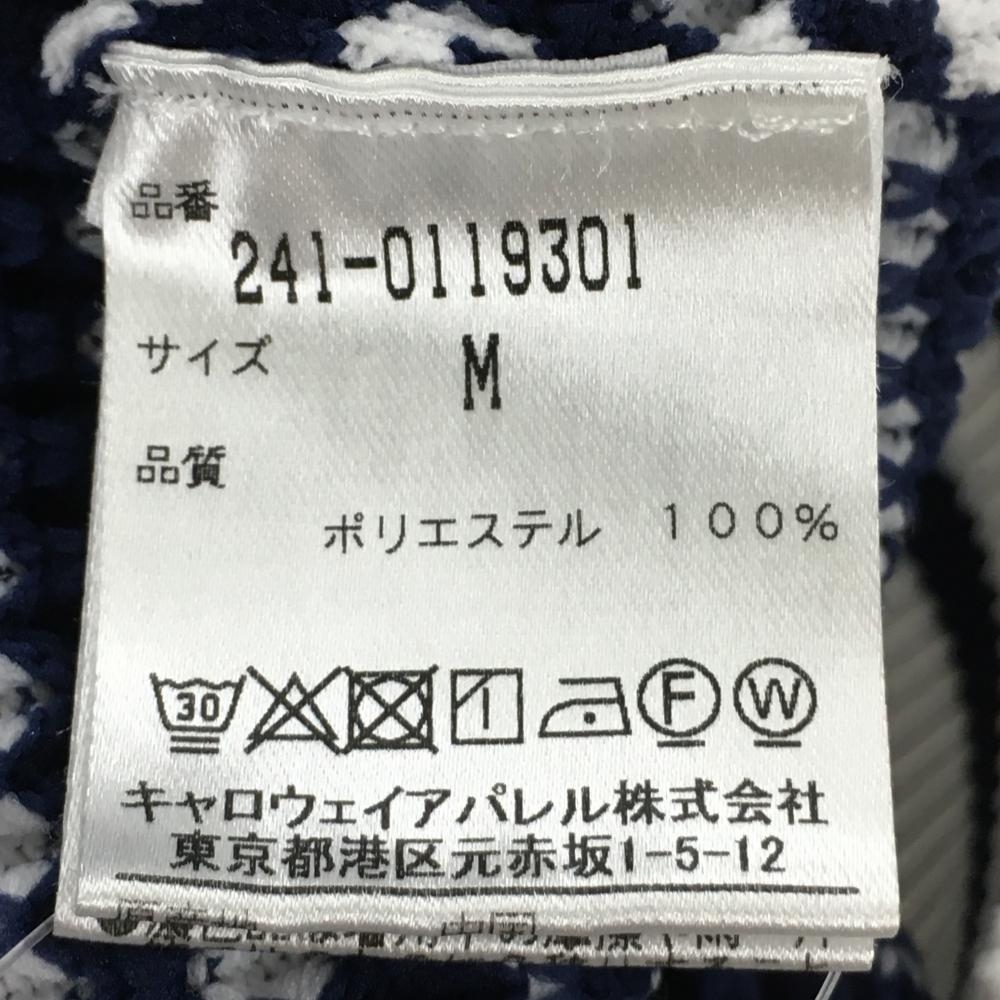 品番
241-0119301
サイズ M
品質
ポリエステル 100%
30 F W
キャロウェイアパレル株式会社
東京都港区元赤坂1-5-12